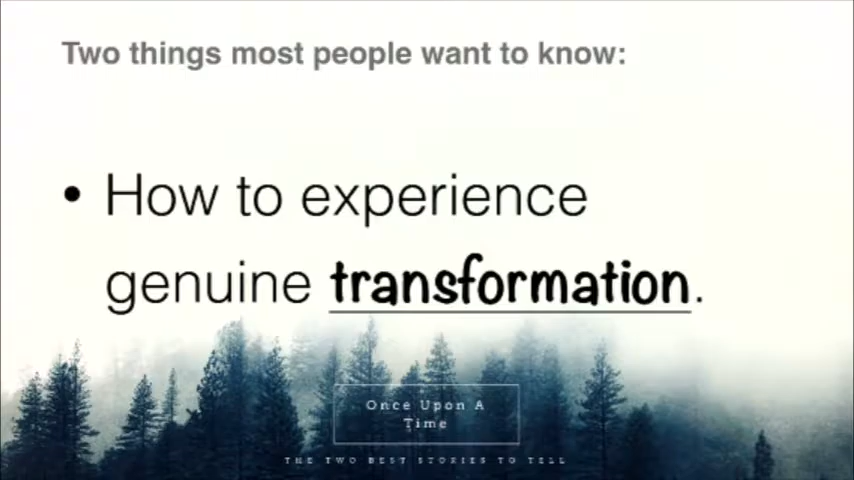 Two things most people want to know:
• How to experience
genuine transformation.
Once Upon A
Time
THE TWO BEST STORIES TO TELL